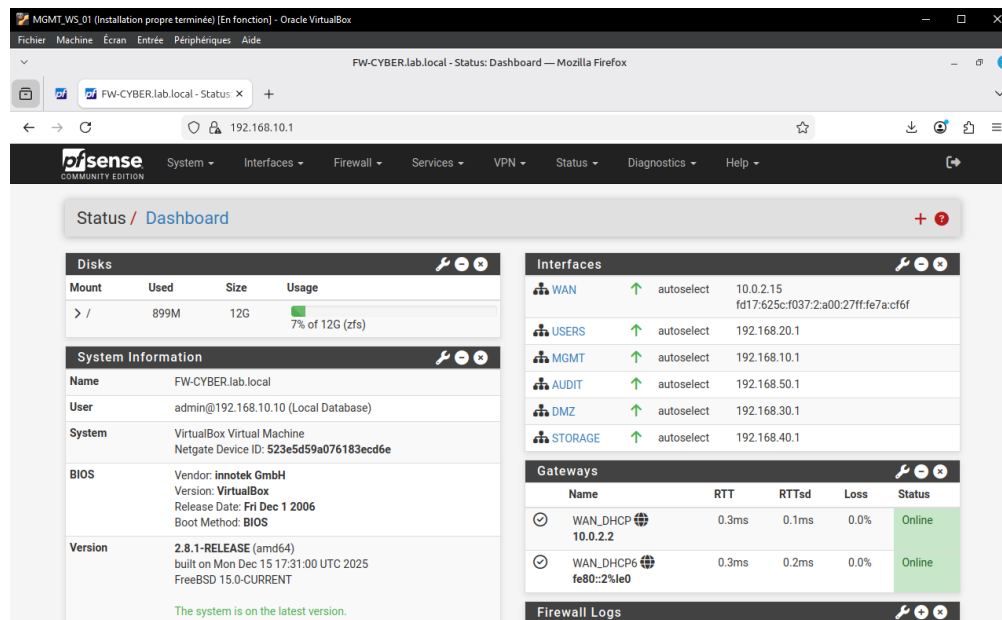 MGMT_WS_01 (Installation propre terminée) [En fonction] - Oracle VirtualBox
Fichier Machine Écran Entrée Périphériques Aide
FW-CYBER.lab.local - Status: Dashboard — Mozilla Firefox
FW-CYBER.lab.local - Status:
192.168.10.1
pfsense
COMMUNITY EDITION
System Interfaces Firewall Services VPN Status Diagnostics Help
Status / Dashboard
Disks
Mount Used Size Usage
/ 899M 12G
7% of 12G (zfs)
System Information
Name FW-CYBER.lab.local
User admin@192.168.10.10 (Local Database)
System VirtualBox Virtual Machine
Netgate Device ID: 523e5d59a076183ecd6e
BIOS Vendor: innotek GmbH
Version: VirtualBox
Release Date: Fri Dec 1 2006
Boot Method: BIOS
Version 2.8.1-RELEASE (amd64)
built on Mon Dec 15 17:31:00 UTC 2025
FreeBSD 15.0-CURRENT
The system is on the latest version.
Interfaces
WAN autoselect 10.0.2.15
fd17:625c:f037:2:a00:27ff:fe7a:cf6f
USERS autoselect 192.168.20.1
MGMT autoselect 192.168.10.1
AUDIT autoselect 192.168.50.1
DMZ autoselect 192.168.30.1
STORAGE autoselect 192.168.40.1
Gateways
Name RTT RTTsd Loss Status
WAN_DHCP 0.3ms 0.1ms 0.0% Online
10.0.2.2
WAN_DHCP6 0.3ms 0.2ms 0.0% Online
fe80::2%le0
Firewall Logs